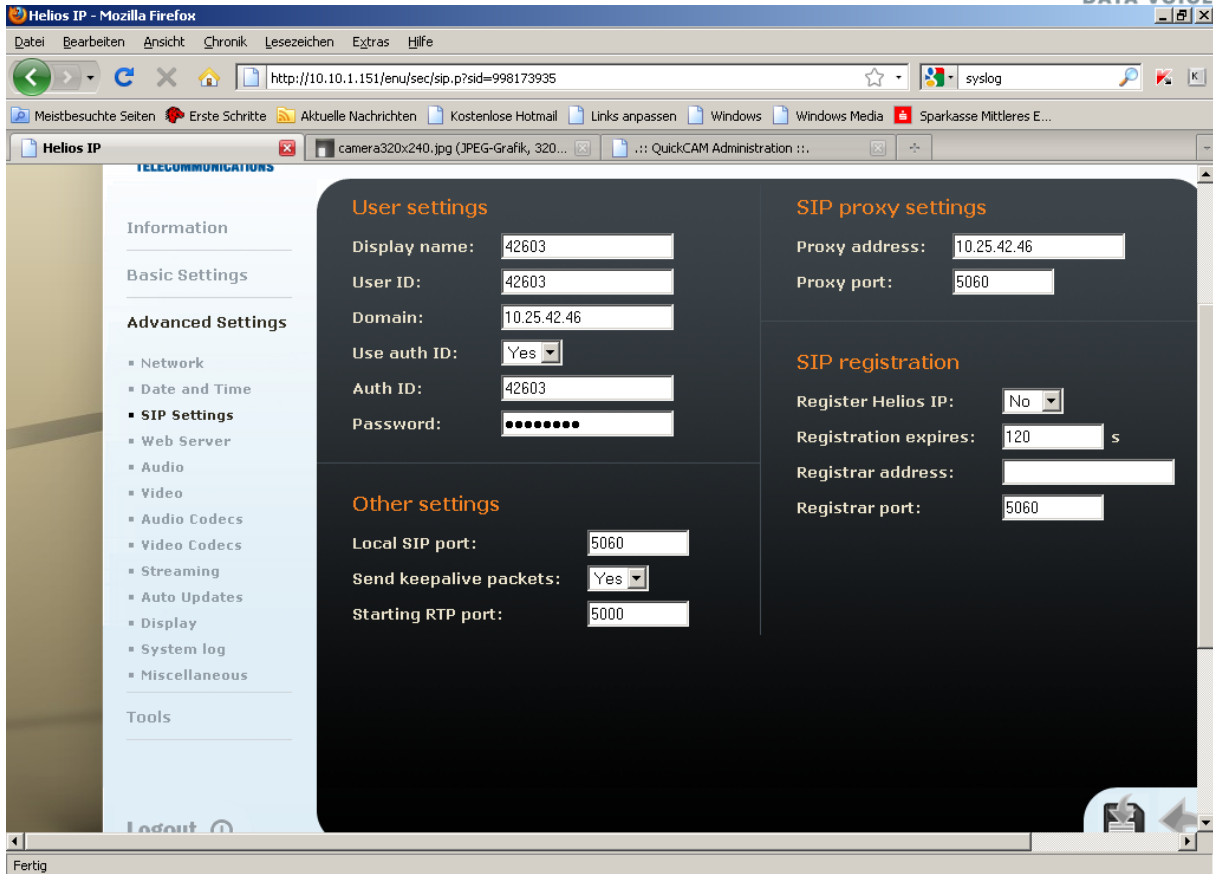 DATA VOICE
Helios IP - Mozilla Firefox
Datei Bearbeiten Ansicht Chronik Lesezeichen Extras Hilfe
http://10.10.1.151/enu/sec/sip.p?sid=998173935
syslog
Meistbesuchte Seiten Erste Schritte Aktuelle Nachrichten Kostenlose Hotmail Links anpassen Windows Windows Media Sparkasse Mittleres E...
Helios IP
camera320x240.jpg (JPEG-Grafik, 320...
.:: QuickCAM Administration ::.
TELECOMMUNICATIONS
Information
Basic Settings
Advanced Settings
Network
Date and Time
SIP Settings
Web Server
Audio
Video
Audio Codecs
Video Codecs
Streaming
Auto Updates
Display
System log
Miscellaneous
Tools
Logout
User settings
Display name: 42603
User ID: 42603
Domain: 10.25.42.46
Use auth ID: Yes
Auth ID: 42603
Password: ●●●●●●●●
Other settings
Local SIP port: 5060
Send keepalive packets: Yes
Starting RTP port: 5000
SIP proxy settings
Proxy address: 10.25.42.46
Proxy port: 5060
SIP registration
Register Helios IP: No
Registration expires: 120 s
Registrar address:
Registrar port: 5060
Fertig